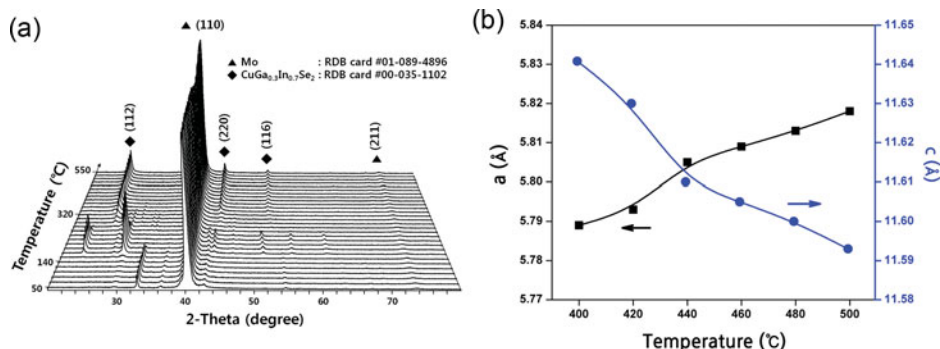 (a)
(110)
▲ Mo : RDB card #01-089-4896
◆ CuGa0.3In0.7Se2 : RDB card #00-035-1102
(112)
(220)
(116)
(211)
550
320
140
50
Temperature (℃)
30 40 50 60 70
2-Theta (degree)
(b)
5.84
5.83
5.82
5.81
5.80
5.79
5.78
5.77
a (Å)
11.65
11.64
11.63
11.62
11.61
11.60
11.59
11.58
c (Å)
400 420 440 460 480 500
Temperature (℃)